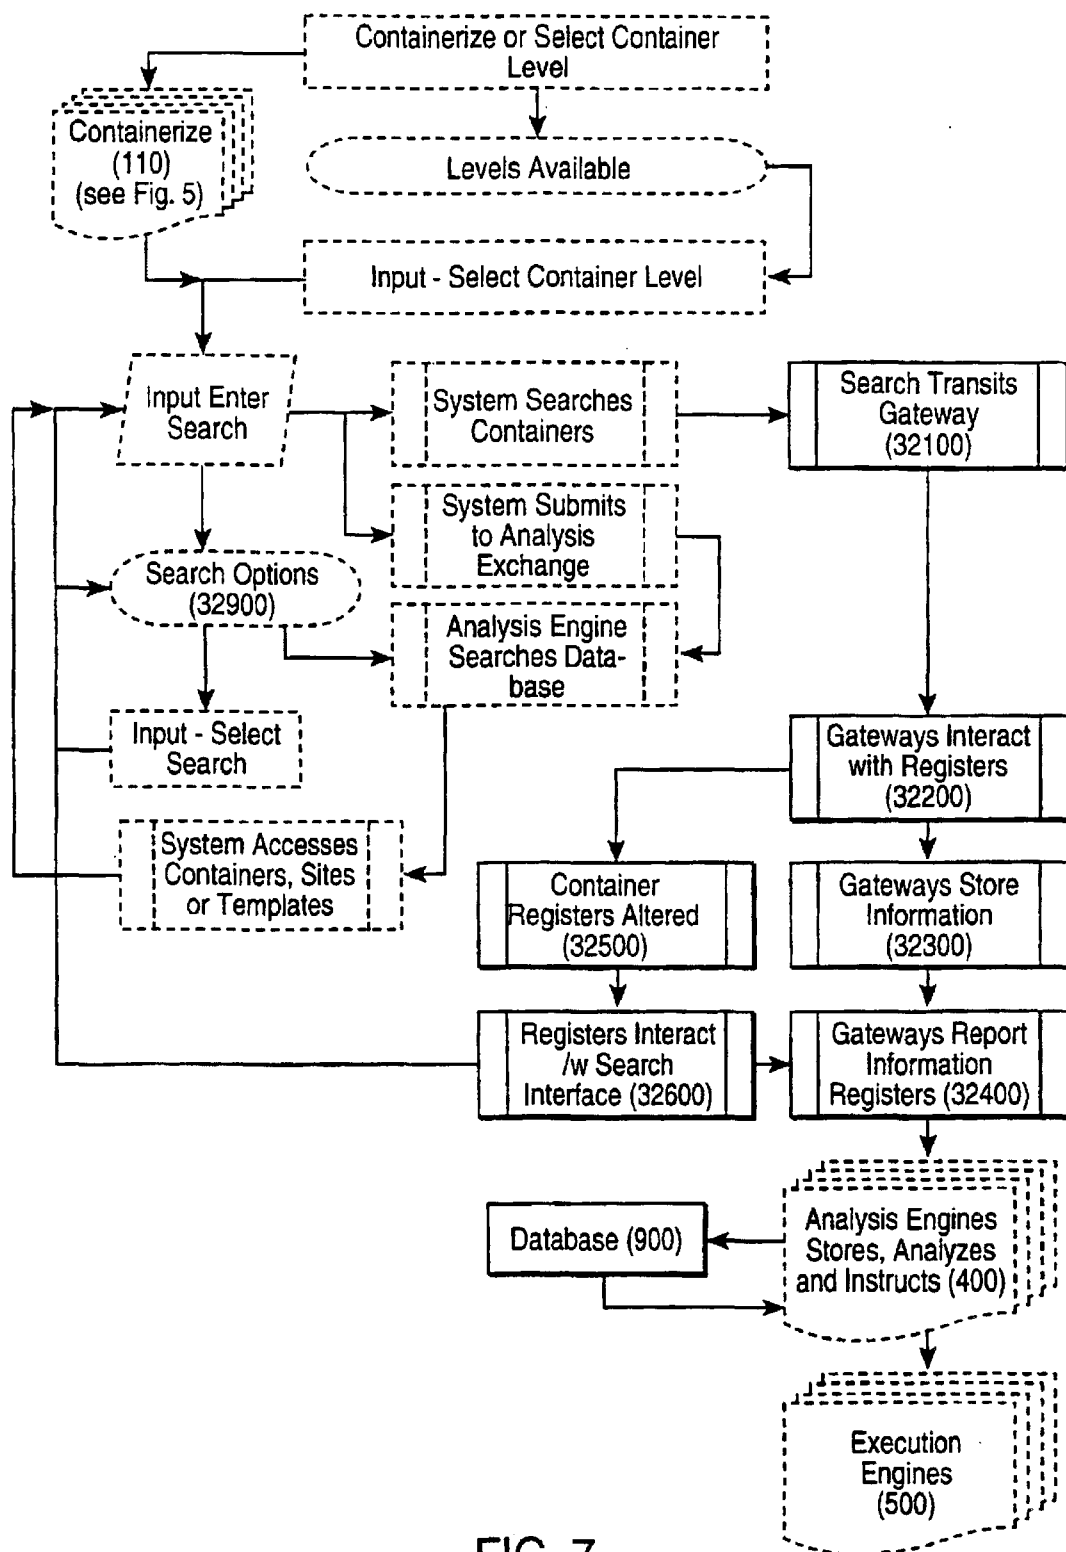 Containerize or Select Container
Level
Containerize
(110)
(see Fig. 5)
Levels Available
Input - Select Container Level
Input Enter
Search
System Searches
Containers
Search Transits
Gateway
(32100)
System Submits
to Analysis
Exchange
Search Options
(32900)
Analysis Engine
Searches Data-
base
Input - Select
Search
Gateways Interact
with Registers
(32200)
System Accesses
Containers, Sites
or Templates
Container
Registers Altered
(32500)
Gateways Store
Information
(32300)
Registers Interact
/w Search
Interface (32600)
Gateways Report
Information
Registers (32400)
Database (900)
Analysis Engines
Stores, Analyzes
and Instructs (400)
Execution
Engines
(500)
FIG. 7